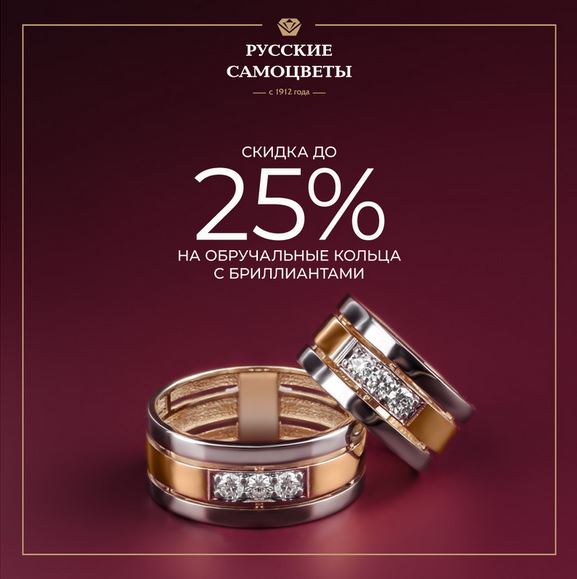 РУССКИЕ
САМОЦВЕТЫ
с 1912 года
СКИДКА ДО
25%
НА ОБРУЧАЛЬНЫЕ КОЛЬЦА
С БРИЛЛИАНТАМИ